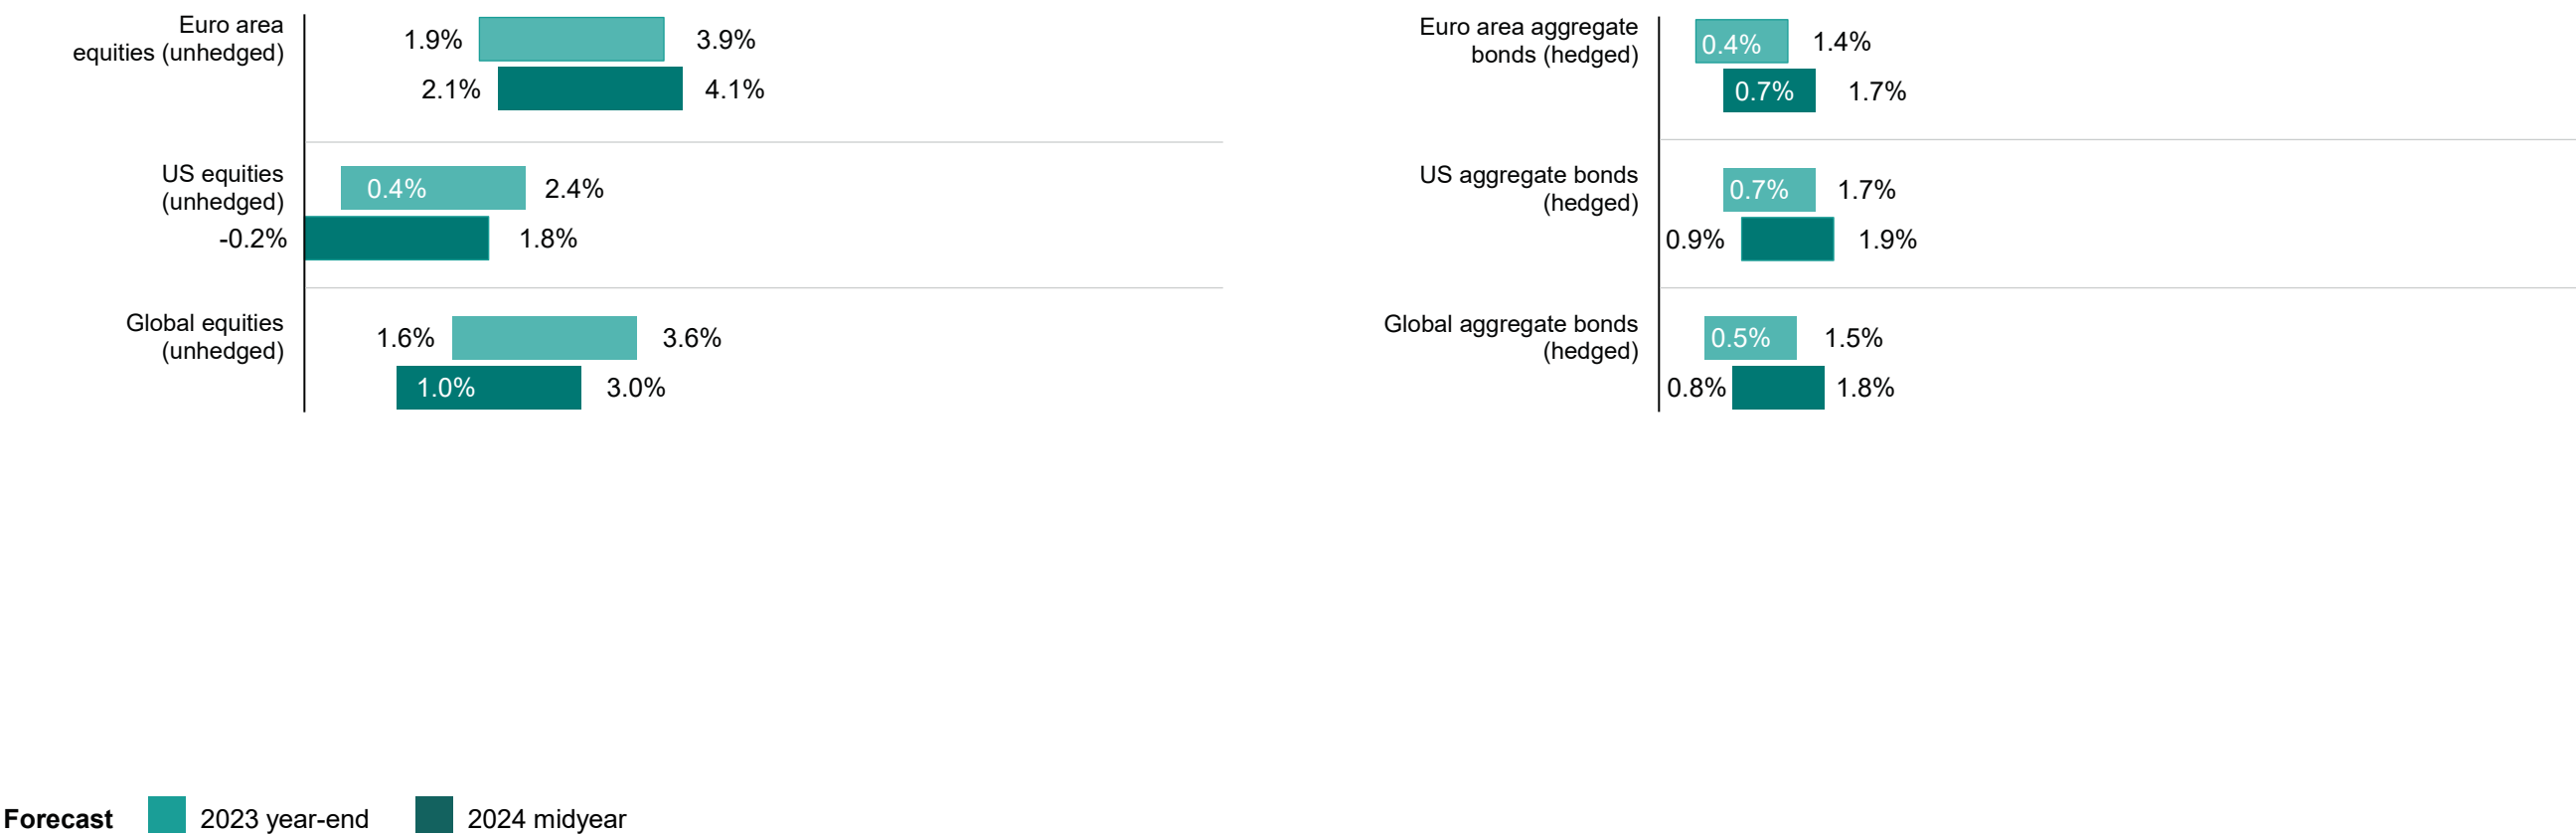 Euro area
equities (unhedged)
1.9%
3.9%
2.1%
4.1%
US equities
(unhedged)
0.4%
2.4%
-0.2%
1.8%
Global equities
(unhedged)
1.6%
3.6%
1.0%
3.0%
Euro area aggregate
bonds (hedged)
0.4%
1.4%
0.7%
1.7%
US aggregate bonds
(hedged)
0.7%
1.7%
0.9%
1.9%
Global aggregate bonds
(hedged)
0.5%
1.5%
0.8%
1.8%
Forecast 2023 year-end 2024 midyear